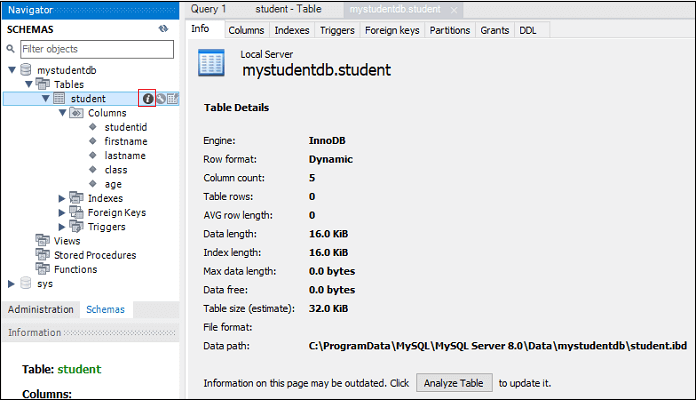 Navigator
SCHEMAS
Filter objects
mystudentdb
Tables
student
Columns
studentid
firstname
lastname
class
age
Indexes
Foreign Keys
Triggers
Views
Stored Procedures
Functions
sys
Administration Schemas
Information
Table: student
Columns:
Query 1 student - Table mystudentdb.student
Info Columns Indexes Triggers Foreign keys Partitions Grants DDL
Local Server
mystudentdb.student
Table Details
Engine: InnoDB
Row format: Dynamic
Column count: 5
Table rows: 0
AVG row length: 0
Data length: 16.0 KiB
Index length: 16.0 KiB
Max data length: 0.0 bytes
Data free: 0.0 bytes
Table size (estimate): 32.0 KiB
File format:
Data path: C:\ProgramData\MySQL\MySQL Server 8.0\Data\mystudentdb\student.ibd
Information on this page may be outdated. Click Analyze Table to update it.